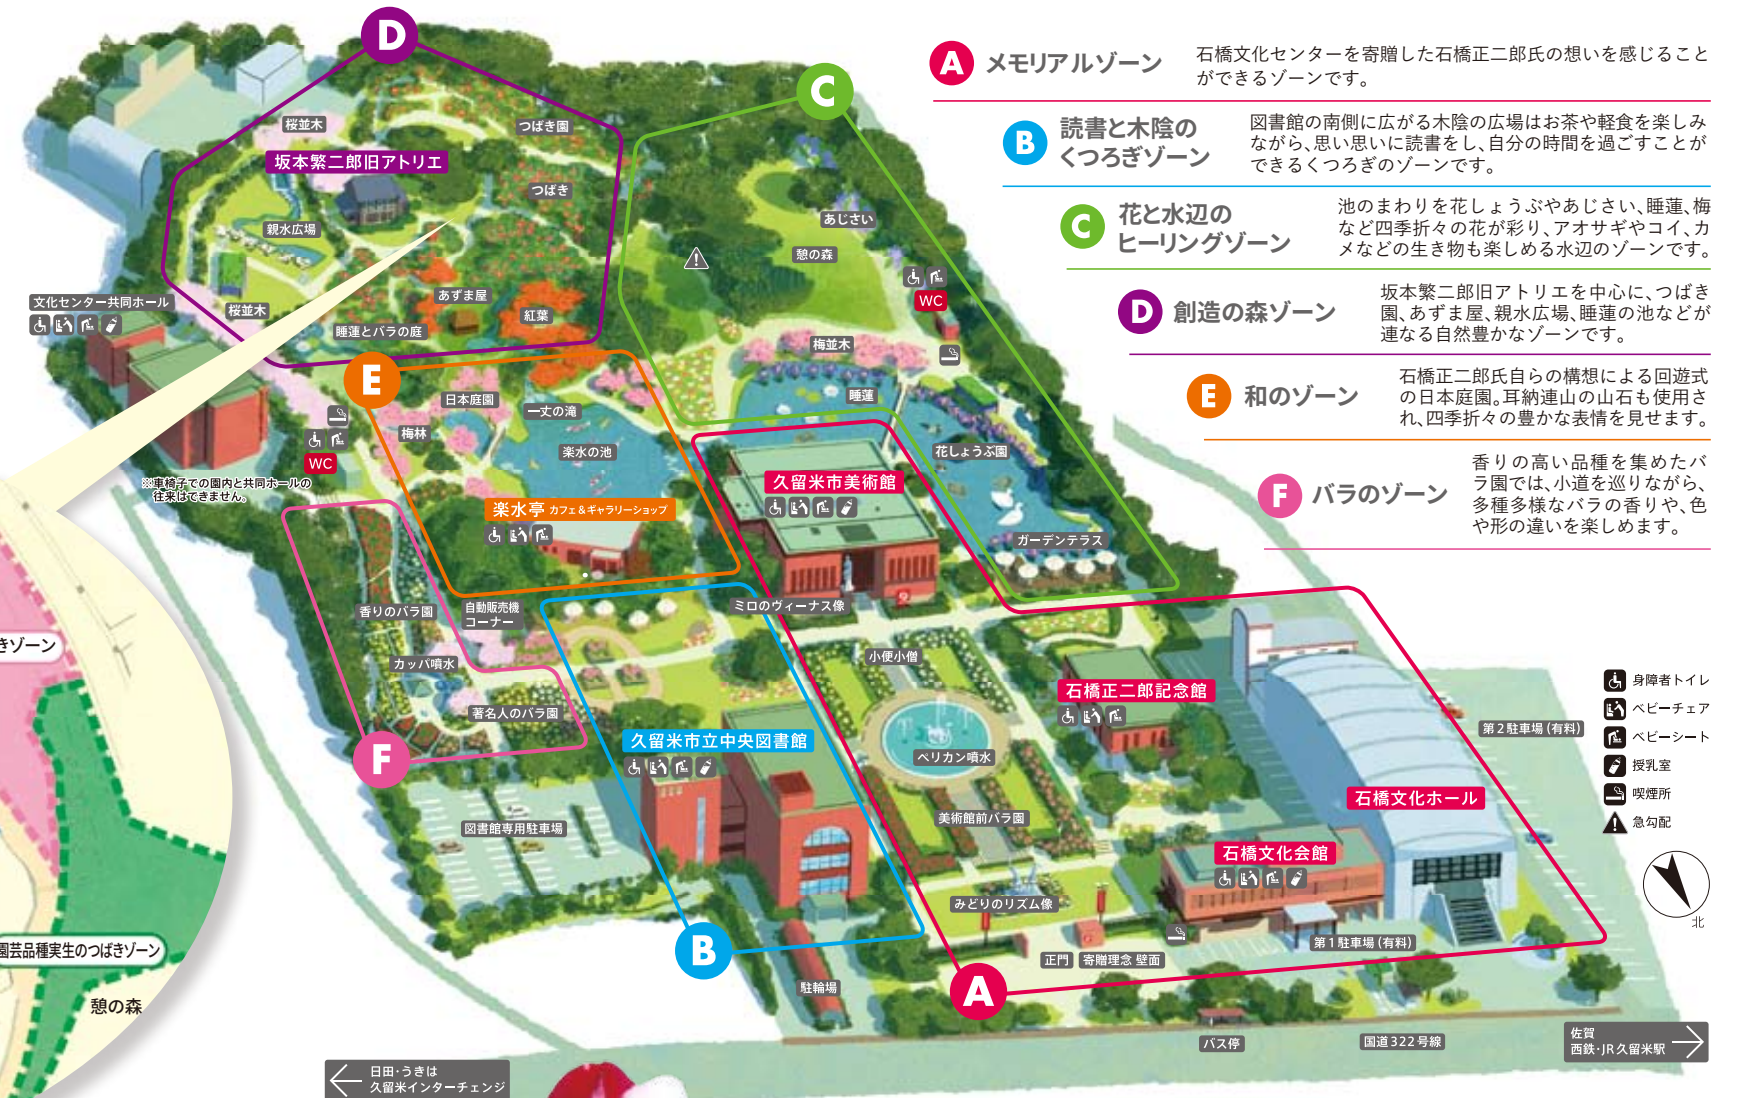 A メモリアルゾーン
石橋文化センターを寄贈した石橋正二郎氏の想いを感じること
ができるゾーンです。
B 読書と木陰の
くつろぎゾーン
図書館の南側に広がる木陰の広場はお茶や軽食を楽しみ
ながら、思い思いに読書をし、自分の時間を過ごすことが
できるくつろぎのゾーンです。
C 花と水辺の
ヒーリングゾーン
池のまわりを花しょうぶやあじさい、睡蓮、梅
など四季折々の花が彩り、アオサギやコイ、カ
メなどの生き物も楽しめる水辺のゾーンです。
D 創造の森ゾーン
坂本繁二郎旧アトリエを中心に、つばき
園、あずま屋、親水広場、睡蓮の池などが
連なる自然豊かなゾーンです。
E 和のゾーン
石橋正二郎氏自らの構想による回遊式
の日本庭園。耳納連山の山石も使用さ
れ、四季折々の豊かな表情を見せます。
F バラのゾーン
香りの高い品種を集めたバ
ラ園では、小道を巡りながら、
多種多様なバラの香りや、色
や形の違いを楽しめます。
D
C
桜並木
つばき園
坂本繁二郎旧アトリエ
つばき
親水広場
あじさい
憩の森
文化センター共同ホール
桜並木
あずま屋
紅葉
睡蓮とバラの庭
WC
梅並木
E
日本庭園
一丈の滝
睡蓮
梅林
楽水の池
花しょうぶ園
WC
※車椅子での園内と共同ホールの
往来はできません。
久留米市美術館
楽水亭 カフェ&ギャラリーショップ
ガーデンテラス
香りのバラ園
自動販売機
コーナー
ミロのヴィーナス像
カッパ噴水
小便小僧
石橋正二郎記念館
著名人のバラ園
久留米市立中央図書館
ペリカン噴水
第2駐車場(有料)
F
石橋文化ホール
図書館専用駐車場
美術館前バラ園
石橋文化会館
みどりのリズム像
B
第1駐車場(有料)
正門
寄贈理念 壁面
駐輪場
A
バス停
国道322号線
佐賀
西鉄・JR久留米駅
日田・うきは
久留米インターチェンジ
身障者トイレ
ベビーチェア
ベビーシート
授乳室
喫煙所
急勾配
北
きゾーン
園芸品種実生のつばきゾーン
憩の森